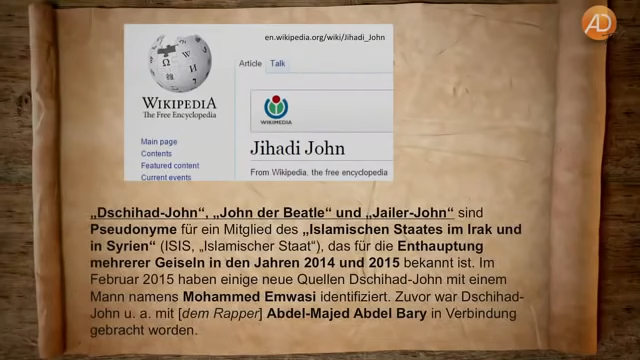 AD
en.wikipedia.org/wiki/Jihadi_John
Article Talk
WIKIPEDIA
The Free Encyclopedia
WIKIMEDIA
Main page
Contents
Featured content
Current events
Jihadi John
From Wikipedia, the free encyclopedia
„Dschihad-John“, „John der Beatle“ und „Jailer-John“ sind
Pseudonyme für ein Mitglied des „Islamischen Staates im Irak und
in Syrien“ (ISIS, „Islamischer Staat“), das für die Enthauptung
mehrerer Geiseln in den Jahren 2014 und 2015 bekannt ist. Im
Februar 2015 haben einige neue Quellen Dschihad-John mit einem
Mann namens Mohammed Emwasi identifiziert. Zuvor war Dschihad-
John u. a. mit [dem Rapper] Abdel-Majed Abdel Bary in Verbindung
gebracht worden.